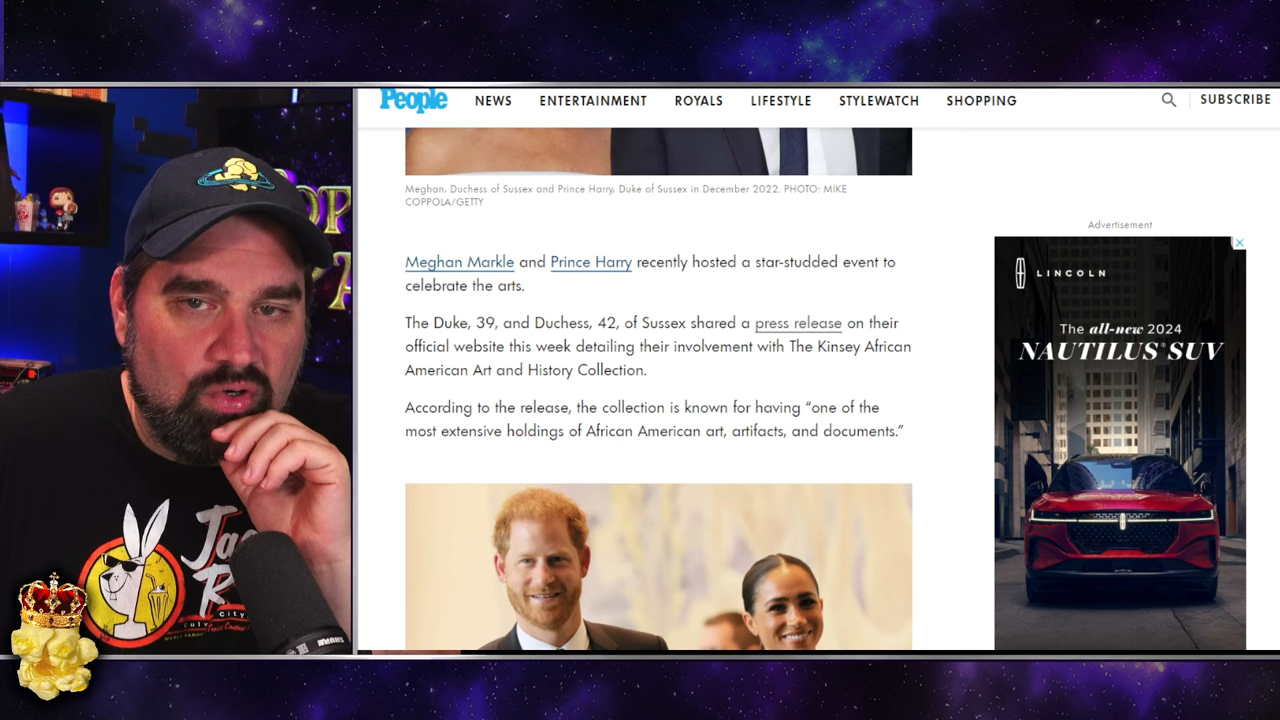 People
NEWS
ENTERTAINMENT
ROYALS
LIFESTYLE
STYLEWATCH
SHOPPING
SUBSCRIBE
Meghan, Duchess of Sussex and Prince Harry, Duke of Sussex in December 2022. PHOTO: MIKE
COPPOLA/GETTY
Meghan Markle and Prince Harry recently hosted a star-studded event to
celebrate the arts.
The Duke, 39, and Duchess, 42, of Sussex shared a press release on their
official website this week detailing their involvement with The Kinsey African
American Art and History Collection.
According to the release, the collection is known for having “one of the
most extensive holdings of African American art, artifacts, and documents.”
Advertisement
LINCOLN
The all-new 2024
NAUTILUS SUV